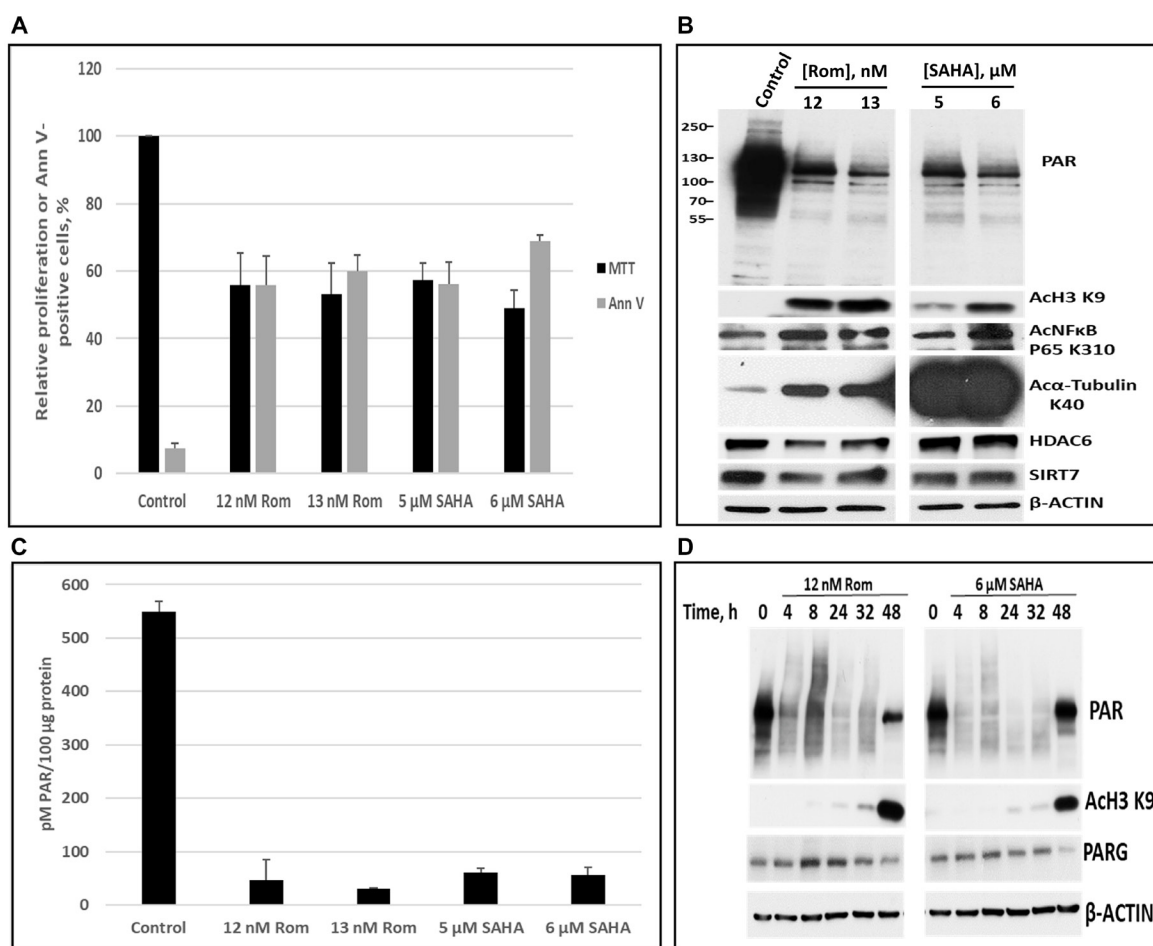 A
Relative proliferation or Ann V-
positive cells, %
120
100
80
60
40
20
0
Control
12 nM Rom
13 nM Rom
5 µM SAHA
6 µM SAHA
MTT
Ann V
B
Control
[Rom], nM
[SAHA], µM
12
13
5
6
250
130
100
70
55
PAR
AcH3 K9
AcNFκB
P65 K310
Acα-Tubulin
K40
HDAC6
SIRT7
β-ACTIN
C
pM PAR/100 µg protein
600
500
400
300
200
100
0
Control
12 nM Rom
13 nM Rom
5 µM SAHA
6 µM SAHA
D
12 nM Rom
6 µM SAHA
Time, h
0 4 8 24 32 48
0 4 8 24 32 48
PAR
AcH3 K9
PARG
β-ACTIN